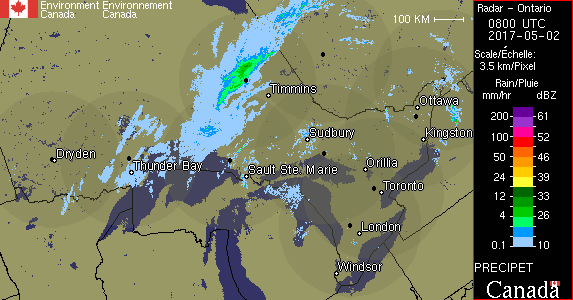 Environment Environnement
Canada Canada
100 KM
Timmins
Ottawa
Sudbury
Kingston
Dryden
Thunder Bay
Sault Ste. Marie
Orillia
Toronto
London
Windsor
Radar - Ontario
0800 UTC
2017-05-02
Scale/Échelle:
3.5 km/Pixel
Rain/Pluie
mm/hr dBZ
200 61
100 52
50 46
24 39
12 33
4 26
0.1 10
PRECIPET
Canada